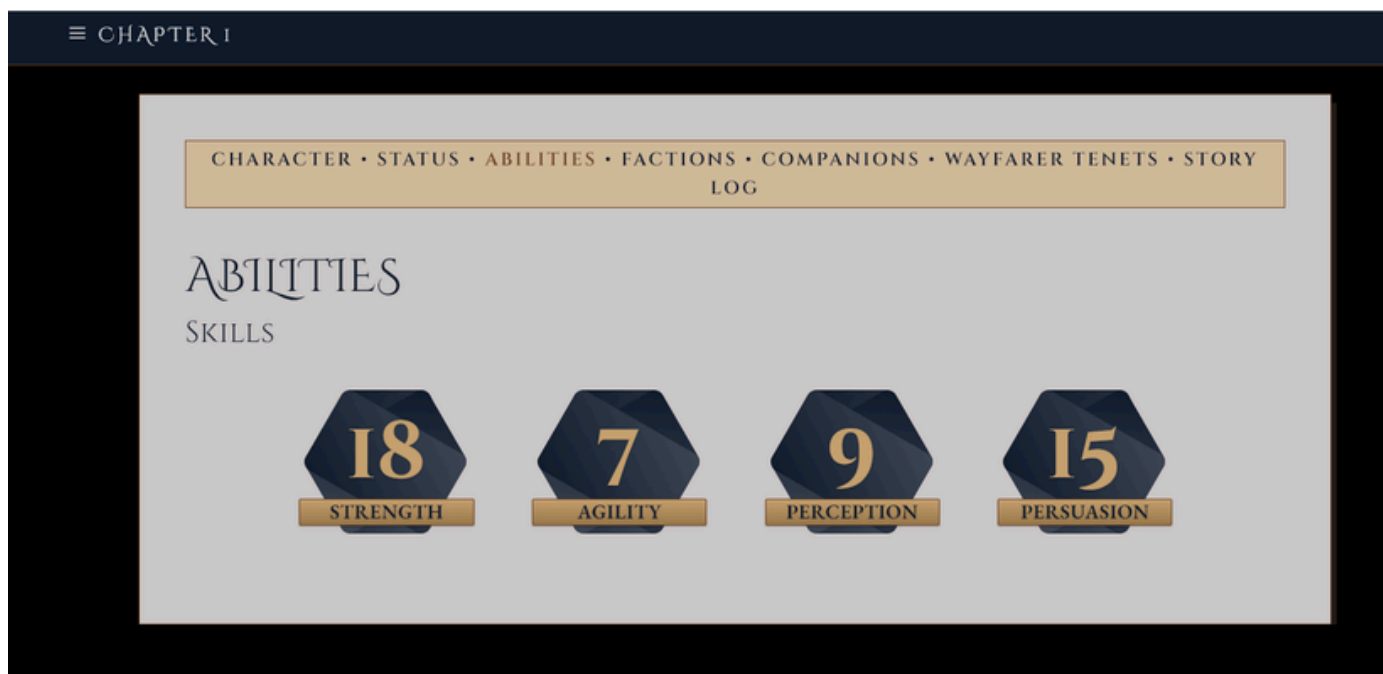 ≡ CHAPTER I
CHARACTER • STATUS • ABILITIES • FACTIONS • COMPANIONS • WAYFARER TENETS • STORY
LOG
ABILITIES
SKILLS
18 7 9 15
STRENGTH AGILITY PERCEPTION PERSUASION